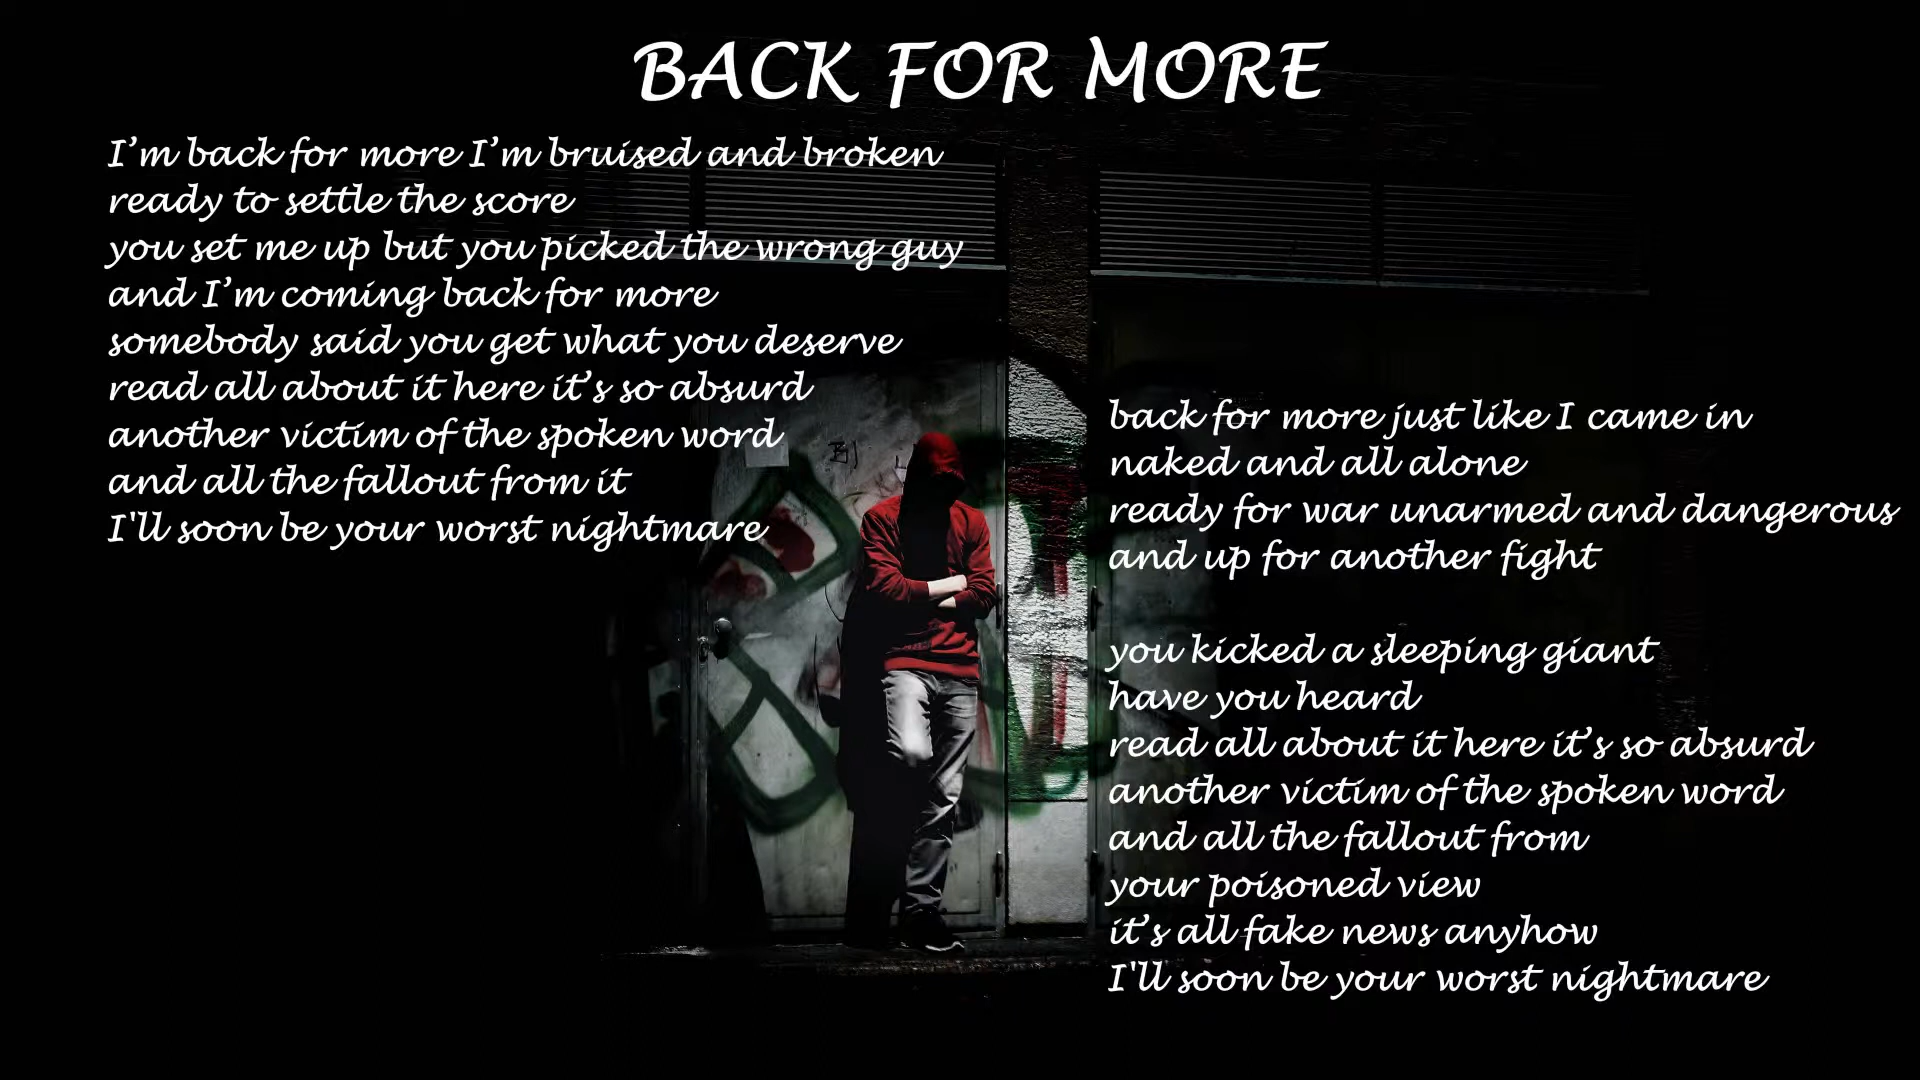 BACK FOR MORE
I’m back for more I’m bruised and broken
ready to settle the score
you set me up but you picked the wrong guy
and I’m coming back for more
somebody said you get what you deserve
read all about it here it’s so absurd
another victim of the spoken word
and all the fallout from it
I'll soon be your worst nightmare
back for more just like I came in
naked and all alone
ready for war unarmed and dangerous
and up for another fight
you kicked a sleeping giant
have you heard
read all about it here it’s so absurd
another victim of the spoken word
and all the fallout from
your poisoned view
it’s all fake news anyhow
I'll soon be your worst nightmare